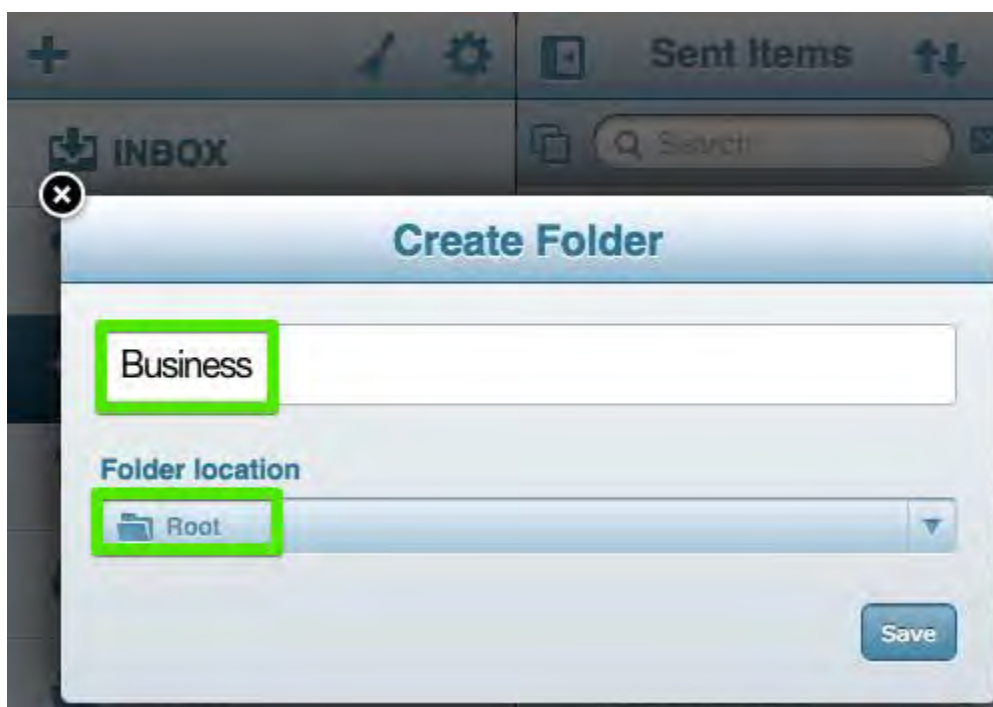 Sent Items
INBOX
Search
Create Folder
Business
Folder location
Root
Save